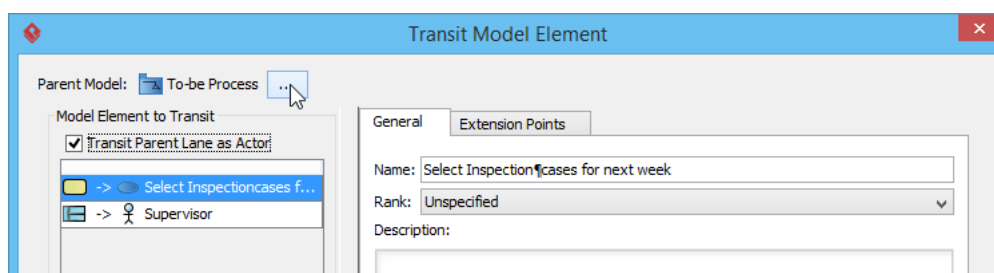 Transit Model Element
Parent Model: To-be Process ...
Model Element to Transit
Transit Parent Lane as Actor
-> Select Inspectioncases f...
-> Supervisor
General Extension Points
Name: Select Inspection¶cases for next week
Rank: Unspecified
Description: